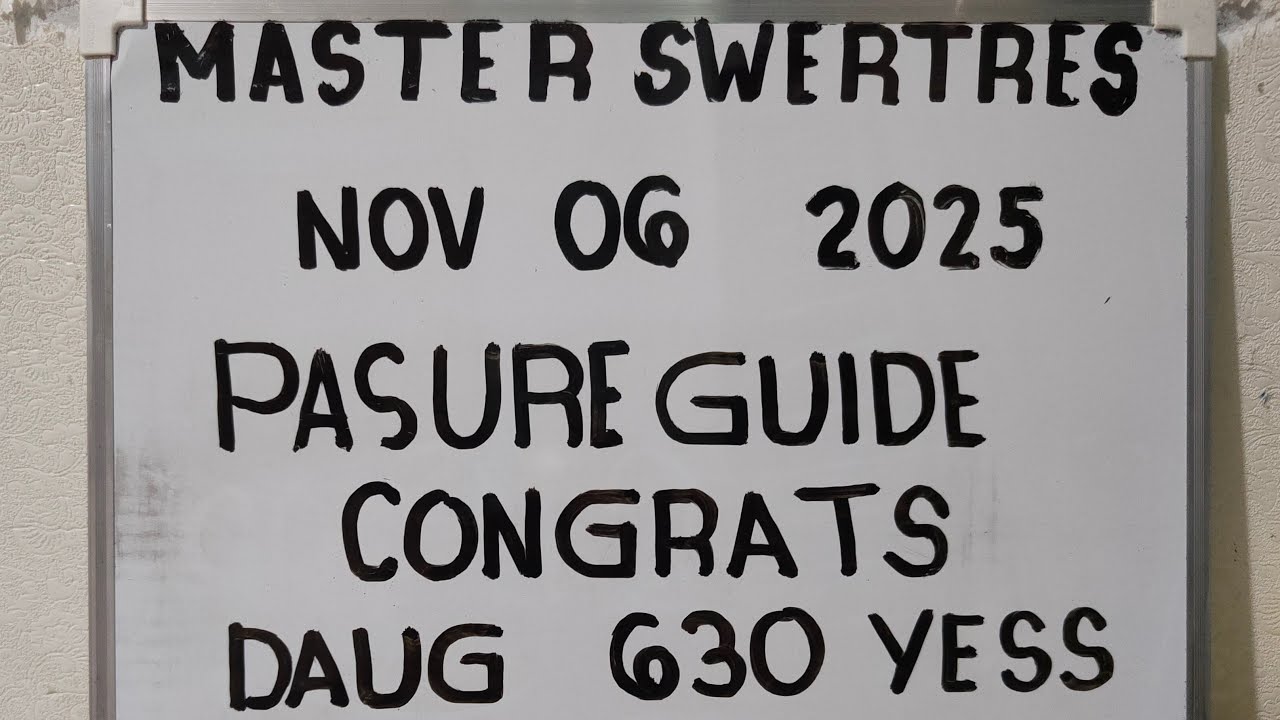 MASTER SWERTRES
NOV 06 2025
PASURE GUIDE
CONGRATS
DAUG 630 YESS